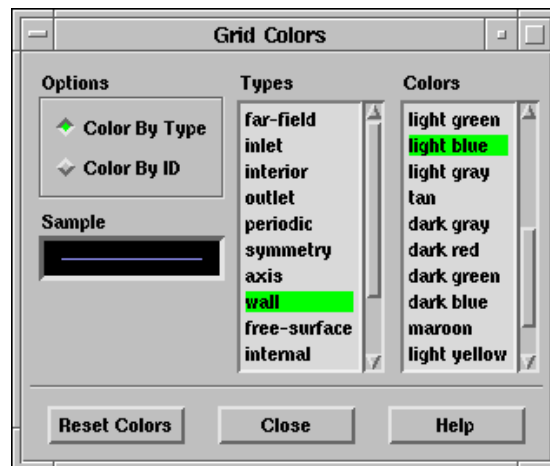 Grid Colors
Options
Color By Type
Color By ID
Sample
Types
far-field
inlet
interior
outlet
periodic
symmetry
axis
wall
free-surface
internal
Colors
light green
light blue
light gray
tan
dark gray
dark red
dark green
dark blue
maroon
light yellow
Reset Colors
Close
Help